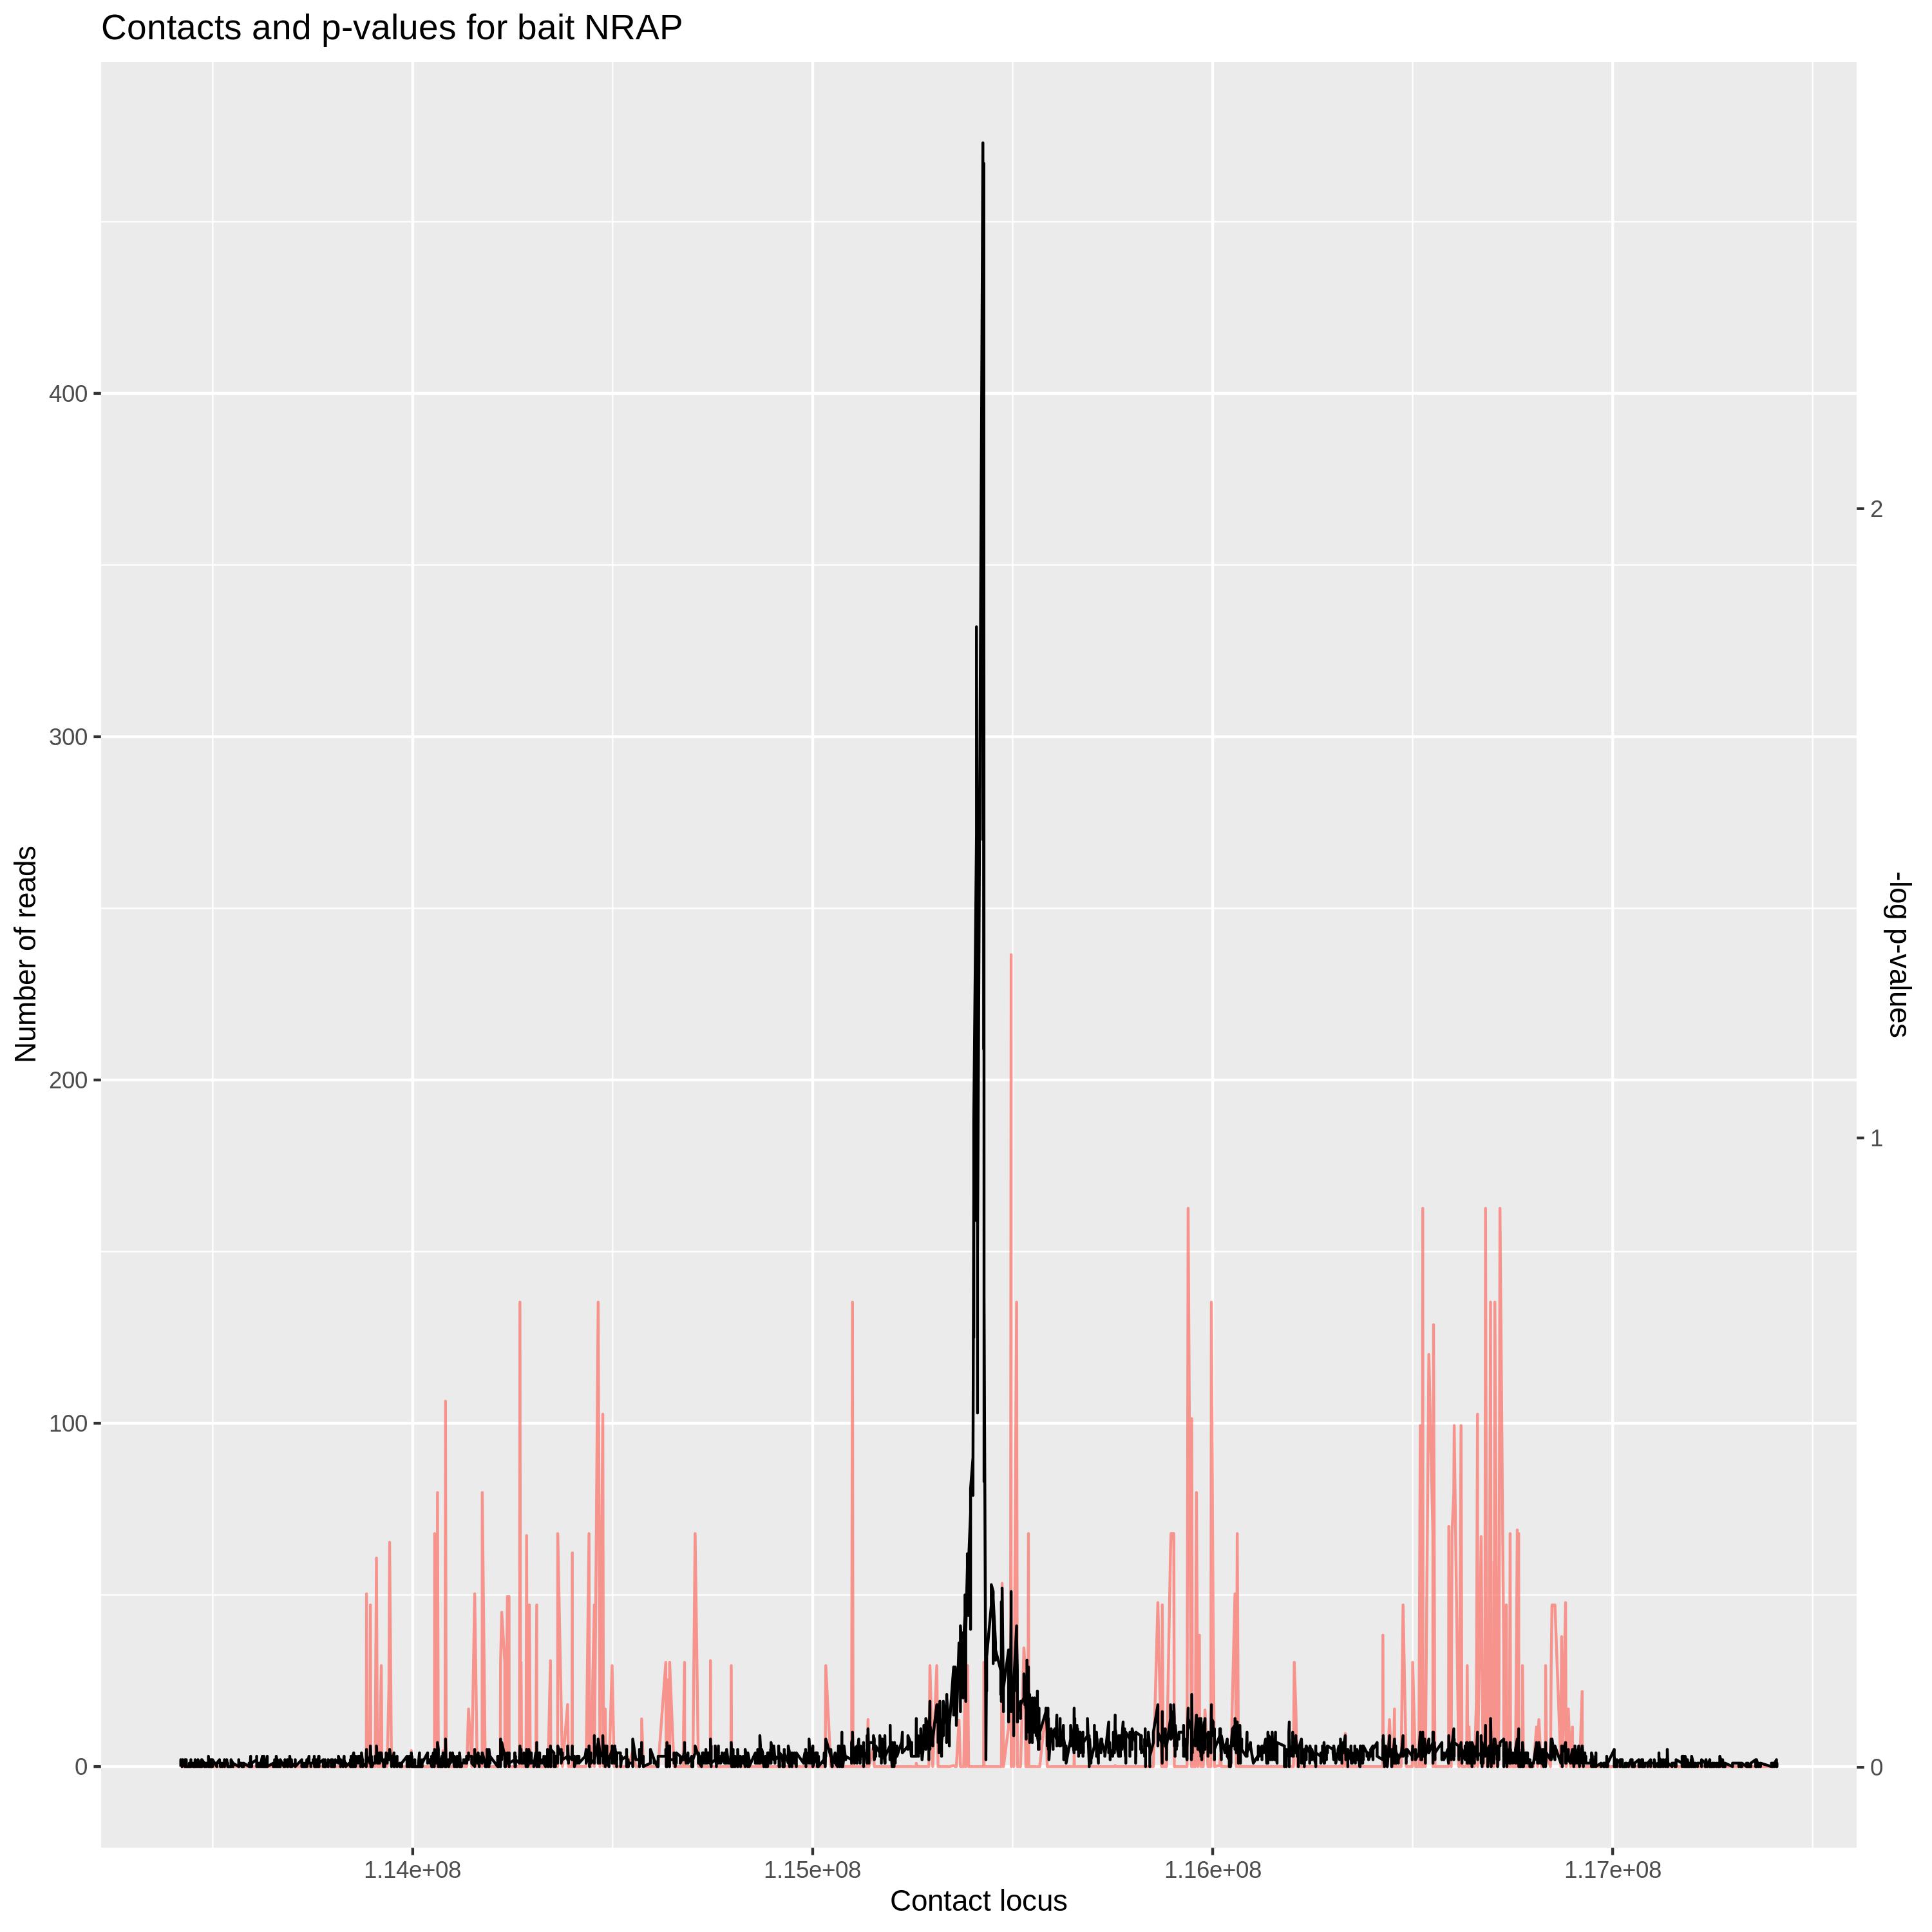 Contacts and p-values for bait NRAP
Number of reads
400
300
200
100
0
2
1
0
-log p-values
1.14e+08
1.15e+08
1.16e+08
1.17e+08
Contact locus